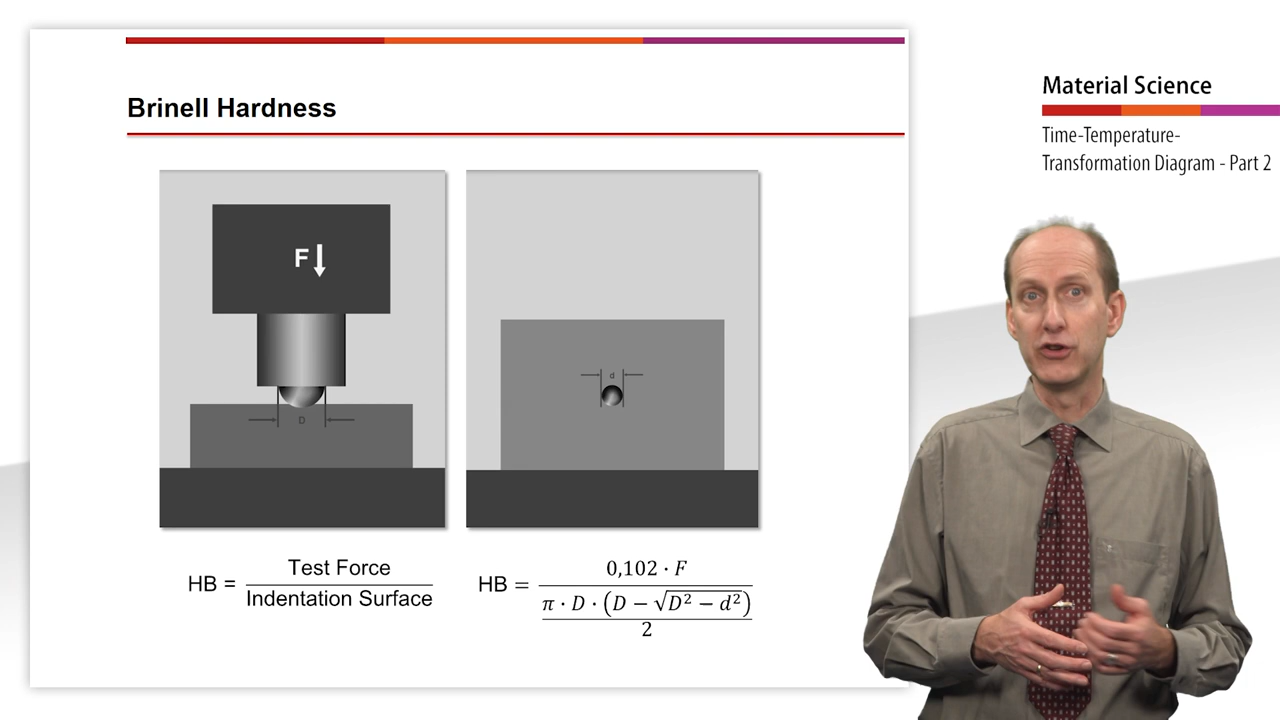 Brinell Hardness
F
D
d
HB = Test Force / Indentation Surface
HB = 0,102 · F / (π · D · (D − √(D² − d²)) / 2)
Material Science
Time-Temperature-
Transformation Diagram - Part 2